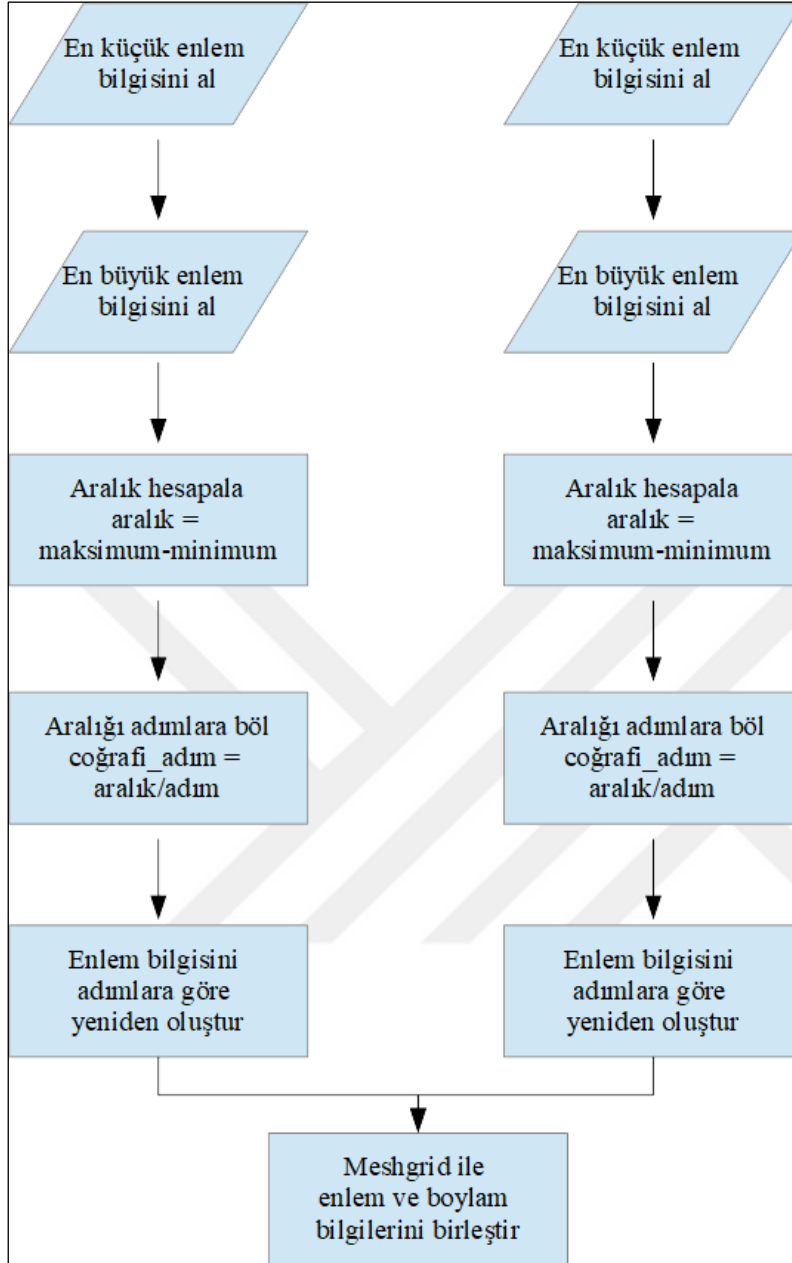 En küçük enlem
bilgisini al
En küçük enlem
bilgisini al
En büyük enlem
bilgisini al
En büyük enlem
bilgisini al
Aralık hesapala
aralık =
maksimum-minimum
Aralık hesapala
aralık =
maksimum-minimum
Aralığı adımlara böl
coğrafi_adım =
aralık/adım
Aralığı adımlara böl
coğrafi_adım =
aralık/adım
Enlem bilgisini
adımlara göre
yeniden oluştur
Enlem bilgisini
adımlara göre
yeniden oluştur
Meshgrid ile
enlem ve boylam
bilgilerini birleştir